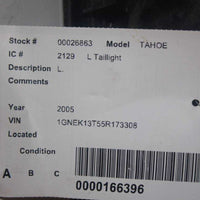 Stock # 00026863 Model TAHOE
IC # 2129 L Taillight
Description L.
Comments
Year 2005
VIN 1GNEK13T55R173308
Located
Condition
A B C
0000166396